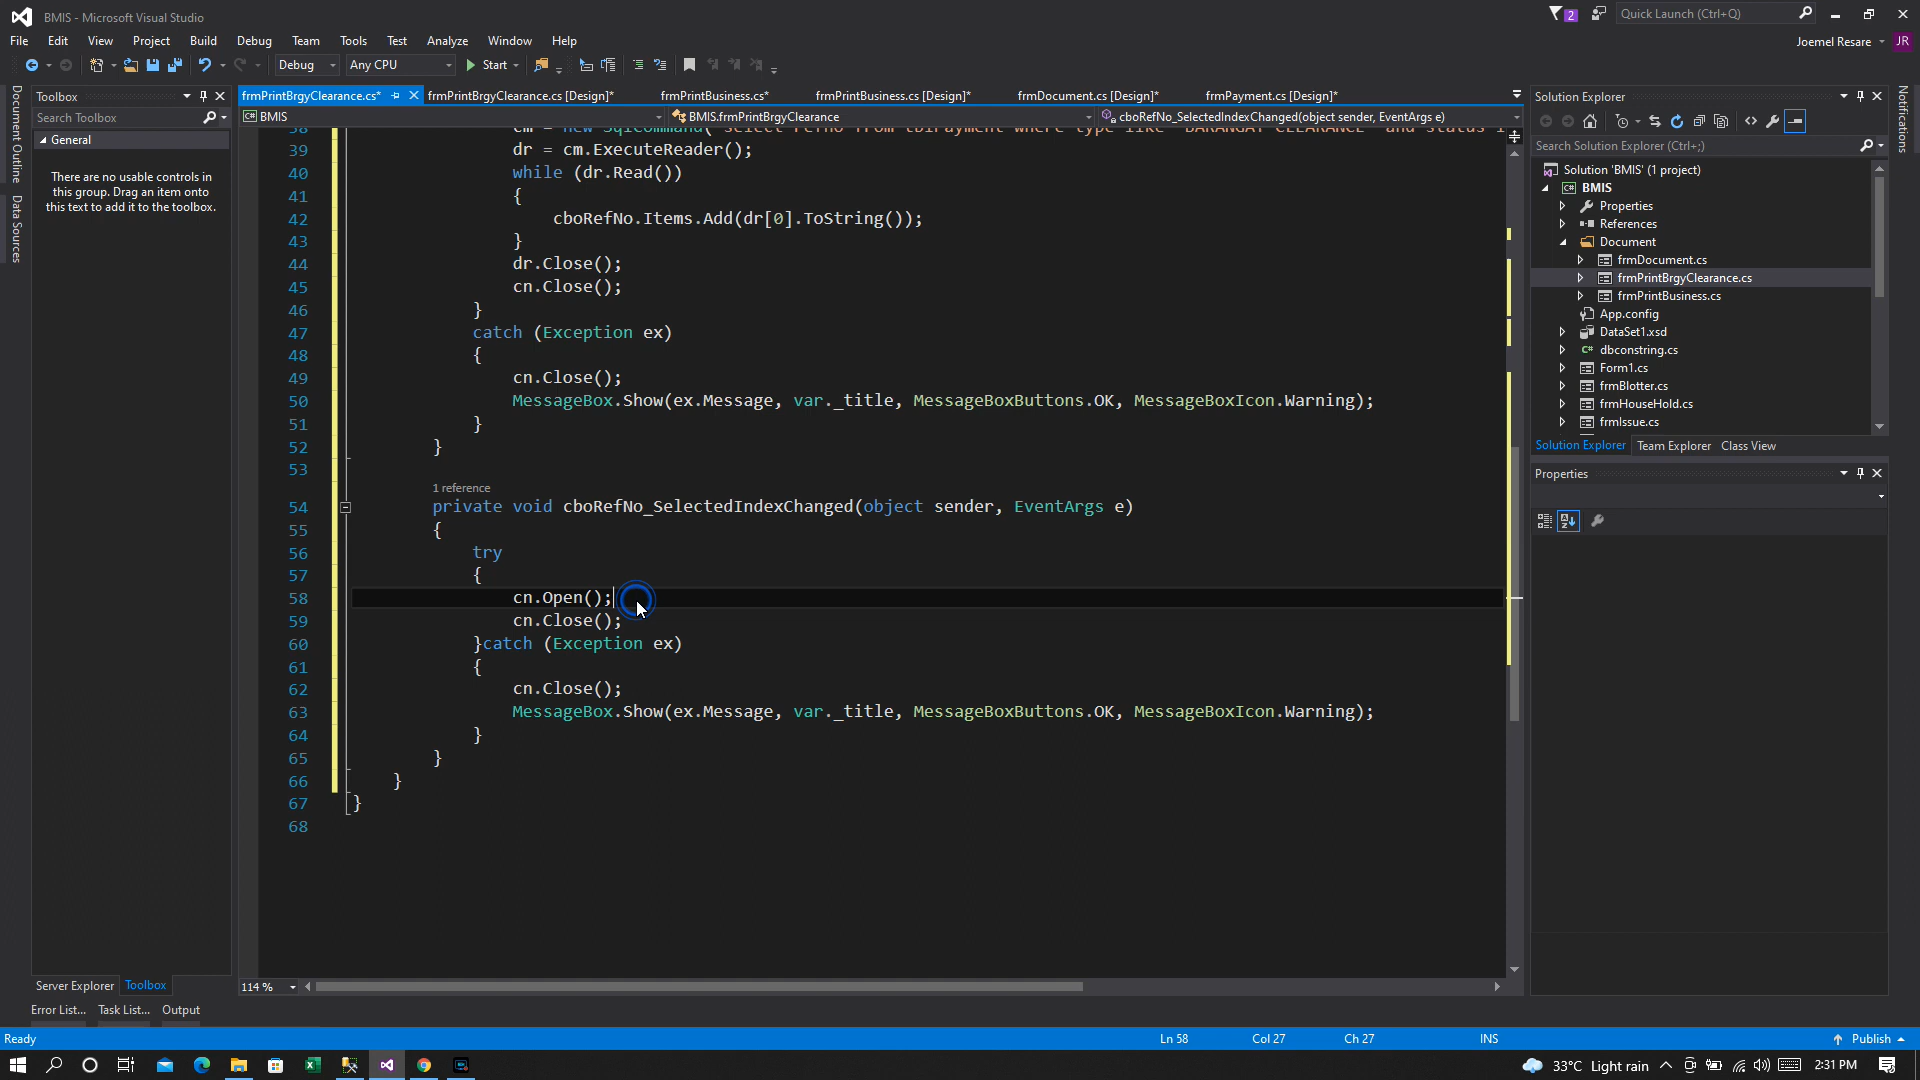 BMIS - Microsoft Visual Studio
2
Quick Launch (Ctrl+Q)
File Edit View Project Build Debug Team Tools Test Analyze Window Help
Joemel Resare JR
Debug Any CPU Start
Document Outline
Data Sources
Toolbox
Search Toolbox
General
There are no usable controls in
this group. Drag an item onto
this text to add it to the toolbox.
Server Explorer Toolbox
frmPrintBrgyClearance.cs* frmPrintBrgyClearance.cs [Design]* frmPrintBusiness.cs* frmPrintBusiness.cs [Design]* frmDocument.cs [Design]* frmPayment.cs [Design]*
C# BMIS BMIS.frmPrintBrgyClearance cboRefNo_SelectedIndexChanged(object sender, EventArgs e)
39 dr = cm.ExecuteReader();
40 while (dr.Read())
41 {
42 cboRefNo.Items.Add(dr[0].ToString());
43 }
44 dr.Close();
45 cn.Close();
46 }
47 catch (Exception ex)
48 {
49 cn.Close();
50 MessageBox.Show(ex.Message, var._title, MessageBoxButtons.OK, MessageBoxIcon.Warning);
51 }
52 }
53
1 reference
54 private void cboRefNo_SelectedIndexChanged(object sender, EventArgs e)
55 {
56 try
57 {
58 cn.Open();
59 cn.Close();
60 }catch (Exception ex)
61 {
62 cn.Close();
63 MessageBox.Show(ex.Message, var._title, MessageBoxButtons.OK, MessageBoxIcon.Warning);
64 }
65 }
66 }
67 }
68
114 %
Solution Explorer
Search Solution Explorer (Ctrl+;)
Solution 'BMIS' (1 project)
C# BMIS
Properties
References
Document
frmDocument.cs
frmPrintBrgyClearance.cs
frmPrintBusiness.cs
App.config
DataSet1.xsd
C# dbconstring.cs
Form1.cs
frmBlotter.cs
frmHouseHold.cs
frmIssue.cs
Solution Explorer Team Explorer Class View
Properties
Notifications
Error List... Task List... Output
Ready Ln 58 Col 27 Ch 27 INS Publish
33°C Light rain 2:31 PM